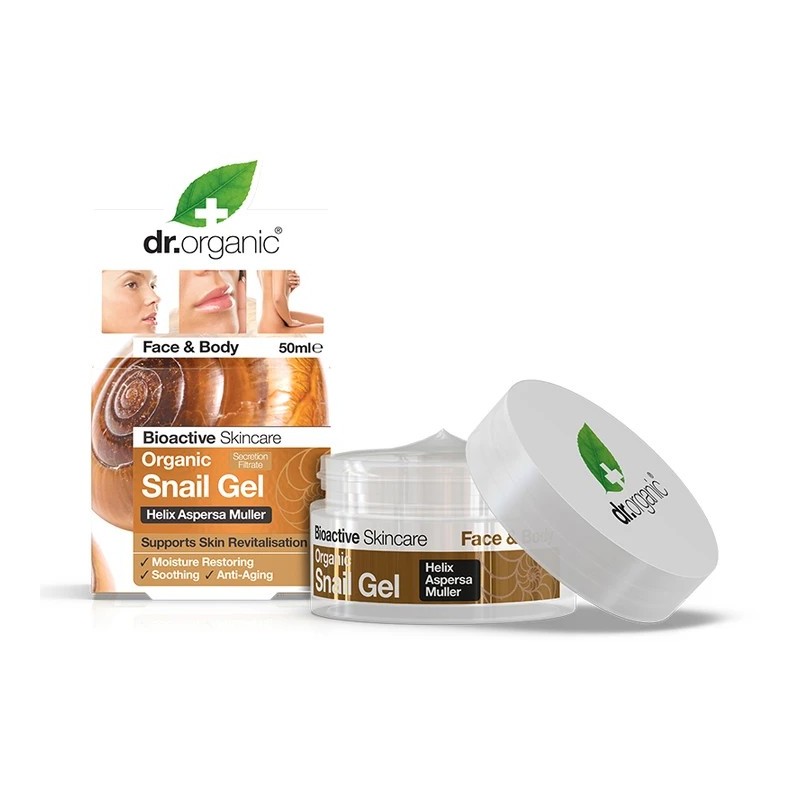 dr.organic®
Face & Body 50ml℮
Bioactive Skincare
Organic Secretion Filtrate
Snail Gel
Helix Aspersa Muller
Supports Skin Revitalisation
✓ Moisture Restoring
✓ Soothing ✓ Anti-Aging
Bioactive Skincare Face & Body
Organic
Snail Gel
Helix
Aspersa
Muller
dr.organic®